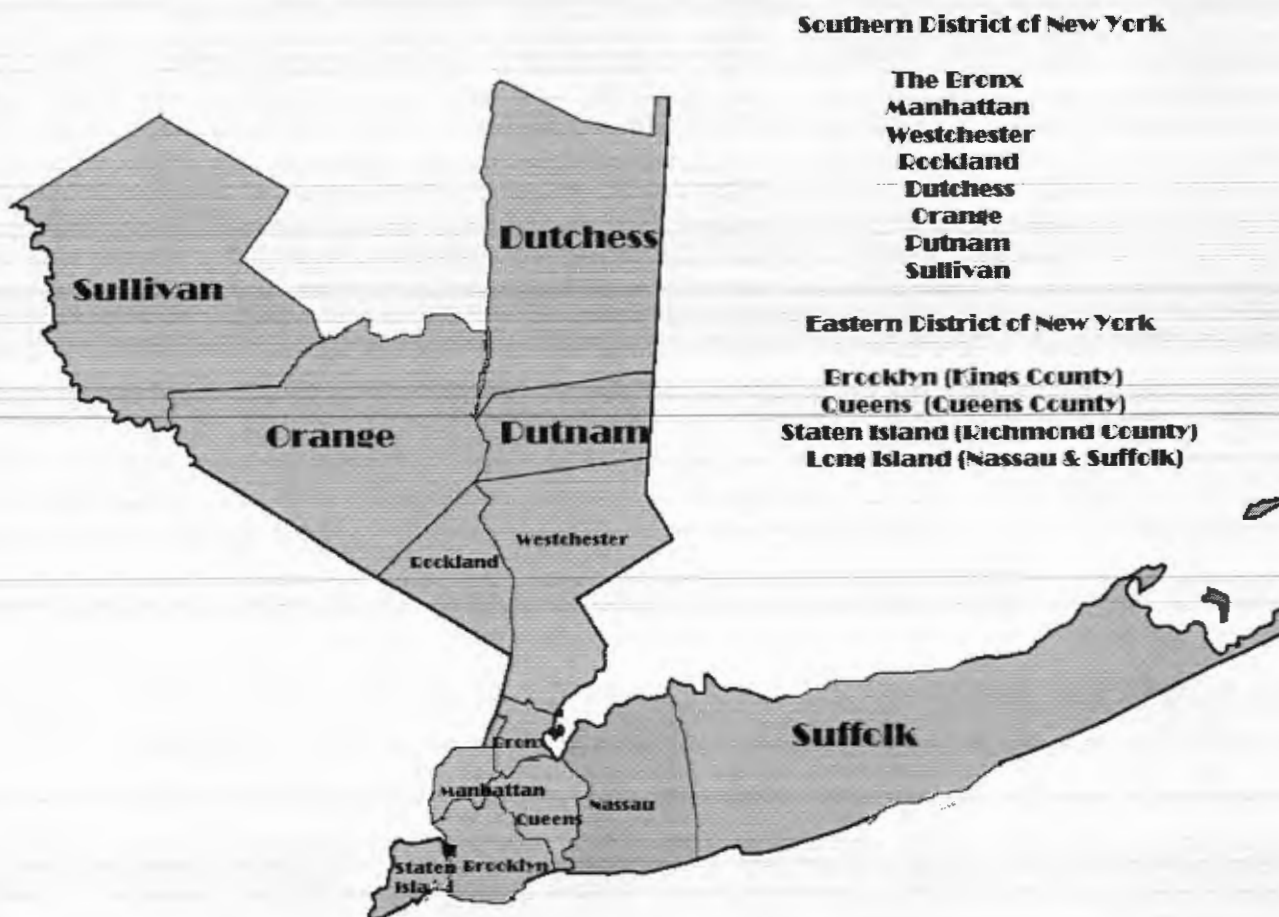 Southern District of New York
The Bronx
Manhattan
Westchester
Rockland
Dutchess
Orange
Putnam
Sullivan
Eastern District of New York
Brooklyn (Kings County)
Queens (Queens County)
Staten Island (Richmond County)
Long Island (Nassau & Suffolk)
Dutchess
Sullivan
Orange
Putnam
Westchester
Rockland
Suffolk
Bronx
Manhattan
Nassau
Queens
Staten
Island
Brooklyn